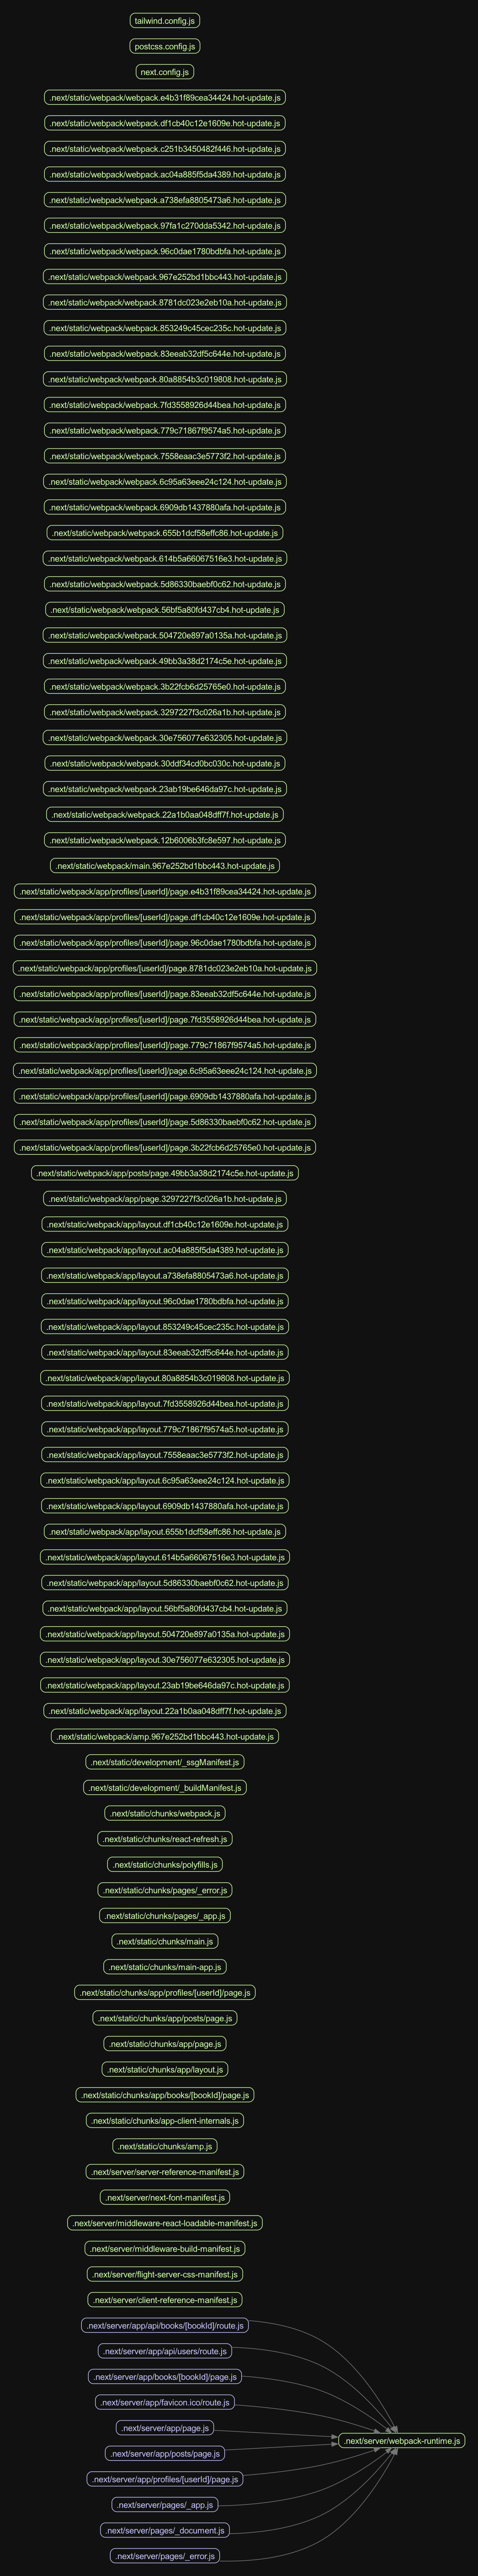 tailwind.config.js
postcss.config.js
next.config.js
.next/static/webpack/webpack.e4b31f89cea34424.hot-update.js
.next/static/webpack/webpack.df1cb40c12e1609e.hot-update.js
.next/static/webpack/webpack.c251b3450482f446.hot-update.js
.next/static/webpack/webpack.ac04a885f5da4389.hot-update.js
.next/static/webpack/webpack.a738efa8805473a6.hot-update.js
.next/static/webpack/webpack.97fa1c270dda5342.hot-update.js
.next/static/webpack/webpack.96c0dae1780bdbfa.hot-update.js
.next/static/webpack/webpack.967e252bd1bbc443.hot-update.js
.next/static/webpack/webpack.8781dc023e2eb10a.hot-update.js
.next/static/webpack/webpack.853249c45cec235c.hot-update.js
.next/static/webpack/webpack.83eeab32df5c644e.hot-update.js
.next/static/webpack/webpack.80a8854b3c019808.hot-update.js
.next/static/webpack/webpack.7fd3558926d44bea.hot-update.js
.next/static/webpack/webpack.779c71867f9574a5.hot-update.js
.next/static/webpack/webpack.7558eaac3e5773f2.hot-update.js
.next/static/webpack/webpack.6c95a63eee24c124.hot-update.js
.next/static/webpack/webpack.6909db1437880afa.hot-update.js
.next/static/webpack/webpack.655b1dcf58effc86.hot-update.js
.next/static/webpack/webpack.614b5a66067516e3.hot-update.js
.next/static/webpack/webpack.5d86330baebf0c62.hot-update.js
.next/static/webpack/webpack.56bf5a80fd437cb4.hot-update.js
.next/static/webpack/webpack.504720e897a0135a.hot-update.js
.next/static/webpack/webpack.49bb3a38d2174c5e.hot-update.js
.next/static/webpack/webpack.3b22fcb6d25765e0.hot-update.js
.next/static/webpack/webpack.3297227f3c026a1b.hot-update.js
.next/static/webpack/webpack.30e756077e632305.hot-update.js
.next/static/webpack/webpack.30ddf34cd0bc030c.hot-update.js
.next/static/webpack/webpack.23ab19be646da97c.hot-update.js
.next/static/webpack/webpack.22a1b0aa048dff7f.hot-update.js
.next/static/webpack/webpack.12b6006b3fc8e597.hot-update.js
.next/static/webpack/main.967e252bd1bbc443.hot-update.js
.next/static/webpack/app/profiles/[userId]/page.e4b31f89cea34424.hot-update.js
.next/static/webpack/app/profiles/[userId]/page.df1cb40c12e1609e.hot-update.js
.next/static/webpack/app/profiles/[userId]/page.96c0dae1780bdbfa.hot-update.js
.next/static/webpack/app/profiles/[userId]/page.8781dc023e2eb10a.hot-update.js
.next/static/webpack/app/profiles/[userId]/page.83eeab32df5c644e.hot-update.js
.next/static/webpack/app/profiles/[userId]/page.7fd3558926d44bea.hot-update.js
.next/static/webpack/app/profiles/[userId]/page.779c71867f9574a5.hot-update.js
.next/static/webpack/app/profiles/[userId]/page.6c95a63eee24c124.hot-update.js
.next/static/webpack/app/profiles/[userId]/page.6909db1437880afa.hot-update.js
.next/static/webpack/app/profiles/[userId]/page.5d86330baebf0c62.hot-update.js
.next/static/webpack/app/profiles/[userId]/page.3b22fcb6d25765e0.hot-update.js
.next/static/webpack/app/posts/page.49bb3a38d2174c5e.hot-update.js
.next/static/webpack/app/page.3297227f3c026a1b.hot-update.js
.next/static/webpack/app/layout.df1cb40c12e1609e.hot-update.js
.next/static/webpack/app/layout.ac04a885f5da4389.hot-update.js
.next/static/webpack/app/layout.a738efa8805473a6.hot-update.js
.next/static/webpack/app/layout.96c0dae1780bdbfa.hot-update.js
.next/static/webpack/app/layout.853249c45cec235c.hot-update.js
.next/static/webpack/app/layout.83eeab32df5c644e.hot-update.js
.next/static/webpack/app/layout.80a8854b3c019808.hot-update.js
.next/static/webpack/app/layout.7fd3558926d44bea.hot-update.js
.next/static/webpack/app/layout.779c71867f9574a5.hot-update.js
.next/static/webpack/app/layout.7558eaac3e5773f2.hot-update.js
.next/static/webpack/app/layout.6c95a63eee24c124.hot-update.js
.next/static/webpack/app/layout.6909db1437880afa.hot-update.js
.next/static/webpack/app/layout.655b1dcf58effc86.hot-update.js
.next/static/webpack/app/layout.614b5a66067516e3.hot-update.js
.next/static/webpack/app/layout.5d86330baebf0c62.hot-update.js
.next/static/webpack/app/layout.56bf5a80fd437cb4.hot-update.js
.next/static/webpack/app/layout.504720e897a0135a.hot-update.js
.next/static/webpack/app/layout.30e756077e632305.hot-update.js
.next/static/webpack/app/layout.23ab19be646da97c.hot-update.js
.next/static/webpack/app/layout.22a1b0aa048dff7f.hot-update.js
.next/static/webpack/amp.967e252bd1bbc443.hot-update.js
.next/static/development/_ssgManifest.js
.next/static/development/_buildManifest.js
.next/static/chunks/webpack.js
.next/static/chunks/react-refresh.js
.next/static/chunks/polyfills.js
.next/static/chunks/pages/_error.js
.next/static/chunks/pages/_app.js
.next/static/chunks/main.js
.next/static/chunks/main-app.js
.next/static/chunks/app/profiles/[userId]/page.js
.next/static/chunks/app/posts/page.js
.next/static/chunks/app/page.js
.next/static/chunks/app/layout.js
.next/static/chunks/app/books/[bookId]/page.js
.next/static/chunks/app-client-internals.js
.next/static/chunks/amp.js
.next/server/server-reference-manifest.js
.next/server/next-font-manifest.js
.next/server/middleware-react-loadable-manifest.js
.next/server/middleware-build-manifest.js
.next/server/flight-server-css-manifest.js
.next/server/client-reference-manifest.js
.next/server/app/api/books/[bookId]/route.js
.next/server/app/api/users/route.js
.next/server/app/books/[bookId]/page.js
.next/server/app/favicon.ico/route.js
.next/server/app/page.js
.next/server/webpack-runtime.js
.next/server/app/posts/page.js
.next/server/app/profiles/[userId]/page.js
.next/server/pages/_app.js
.next/server/pages/_document.js
.next/server/pages/_error.js